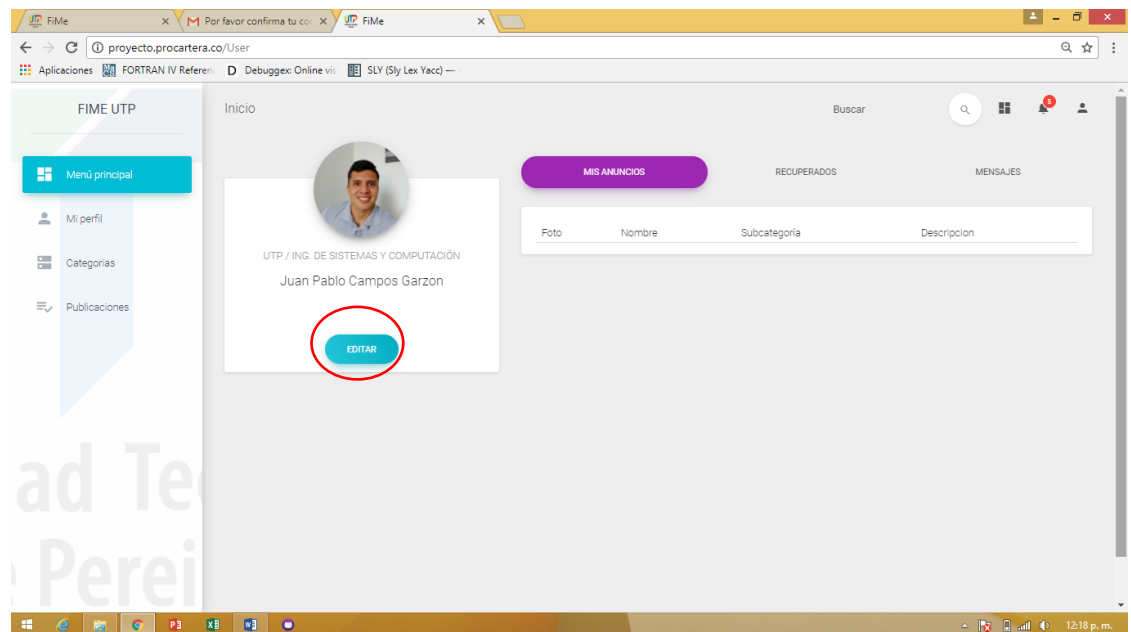 FiMe
Por favor confirma tu co
FiMe
proyecto.procartera.co/User
Aplicaciones
FORTRAN IV Referen
D Debuggex: Online vis
SLY (Sly Lex Yacc) —
FIME UTP
Inicio
Buscar
5
Menú principal
MIS ANUNCIOS
RECUPERADOS
MENSAJES
Mi perfil
Foto
Nombre
Subcategoría
Descripcion
Categorias
UTP / ING. DE SISTEMAS Y COMPUTACIÓN
Juan Pablo Campos Garzon
Publicaciones
EDITAR
ad Te
Perei
12:18 p. m.